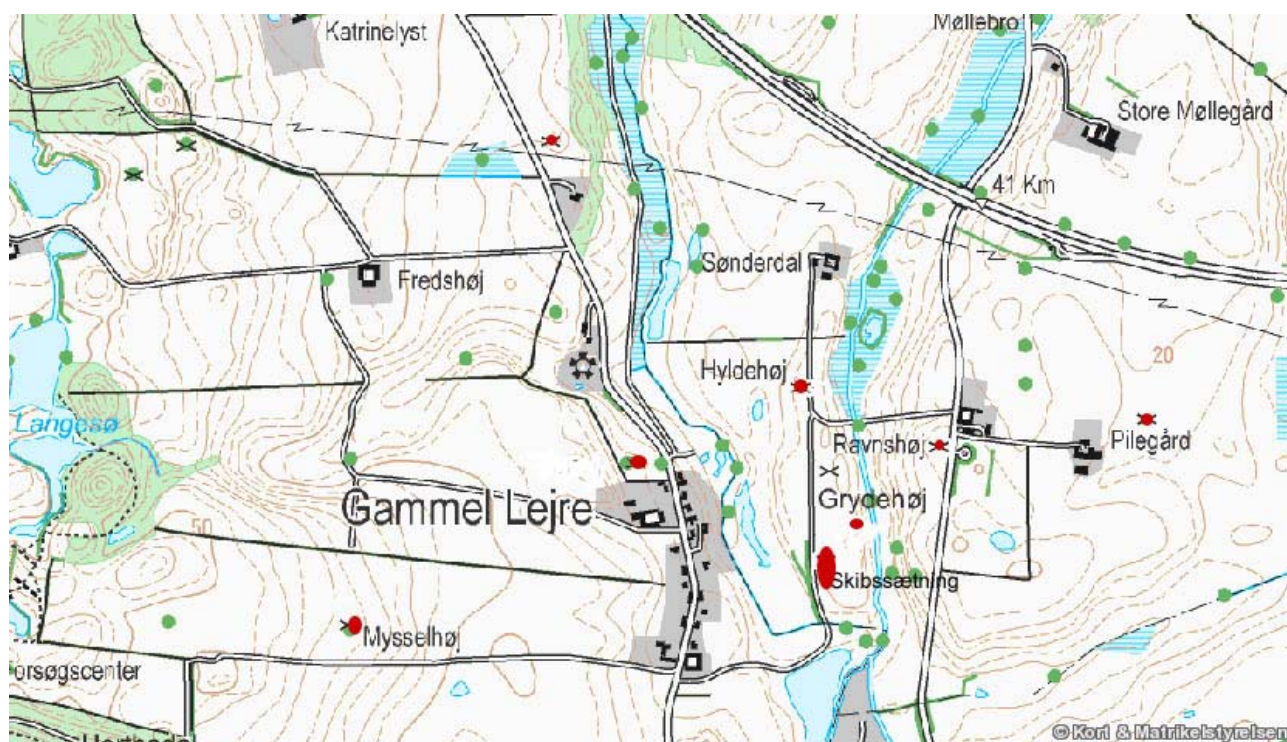 Katrinelyst
Møllebro
Store Møllegård
41 Km
Sønderdal
Fredshøj
20
Hyldehøj
Langesø
Ravnshøj
Pilegård
Grydehøj
Gammel Lejre
50
Skibssætning
Mysselhøj
orsøgscenter
© Kort & Matrikelstyrelsen